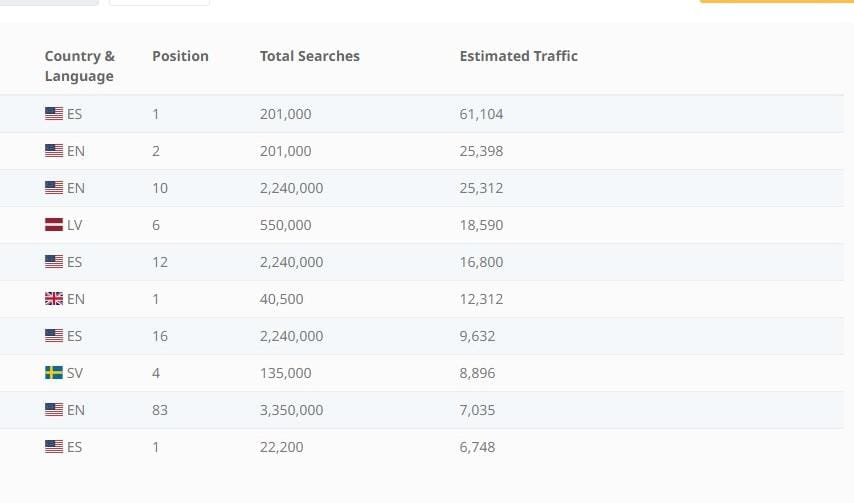 Country & Language Position Total Searches Estimated Traffic
ES 1 201,000 61,104
EN 2 201,000 25,398
EN 10 2,240,000 25,312
LV 6 550,000 18,590
ES 12 2,240,000 16,800
EN 1 40,500 12,312
ES 16 2,240,000 9,632
SV 4 135,000 8,896
EN 83 3,350,000 7,035
ES 1 22,200 6,748